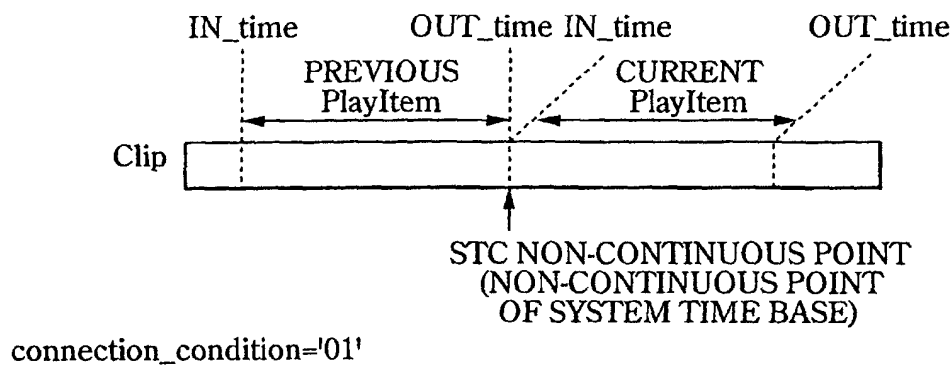 IN_time OUT_time IN_time OUT_time
PREVIOUS PlayItem
CURRENT PlayItem
Clip
STC NON-CONTINUOUS POINT
(NON-CONTINUOUS POINT
OF SYSTEM TIME BASE)
connection_condition='01'